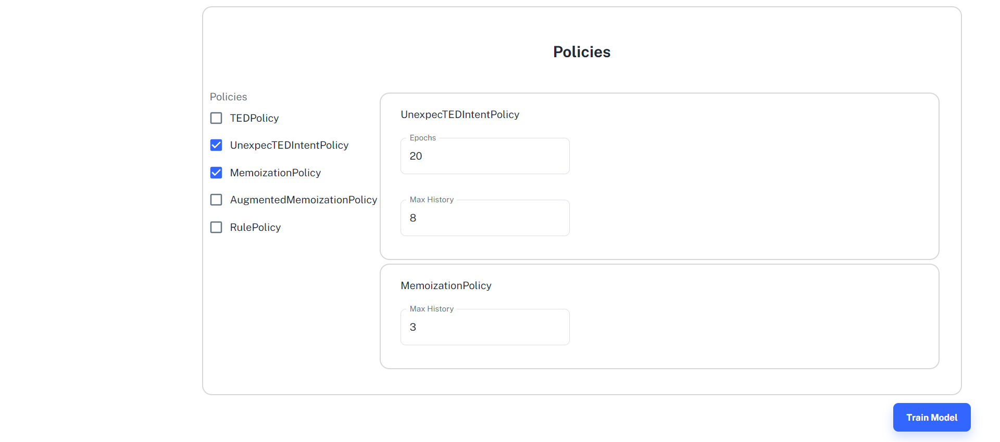 Policies
Policies
TEDPolicy
UnexpecTEDIntentPolicy
MemoizationPolicy
AugmentedMemoizationPolicy
RulePolicy
UnexpecTEDIntentPolicy
Epochs
20
Max History
8
MemoizationPolicy
Max History
3
Train Model